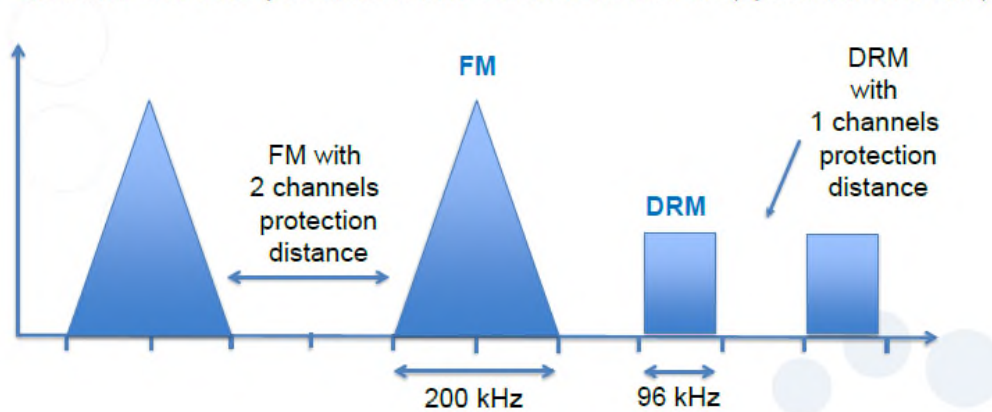 FM
FM with
2 channels
protection
distance
DRM
DRM
with
1 channels
protection
distance
200 kHz
96 kHz